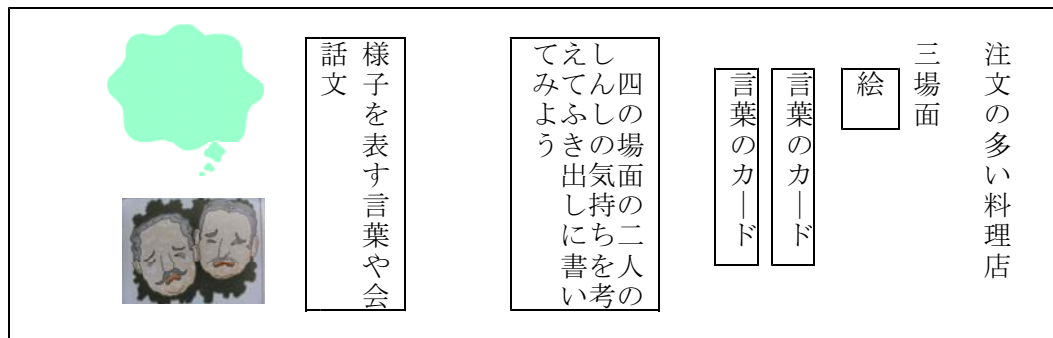 注文の多い料理店
三場面
絵
言葉のカード
言葉のカード
四の場面の二人の
しんしの気持ちを考
えてふき出しに書い
てみよう
様子を表す言葉や会
話文